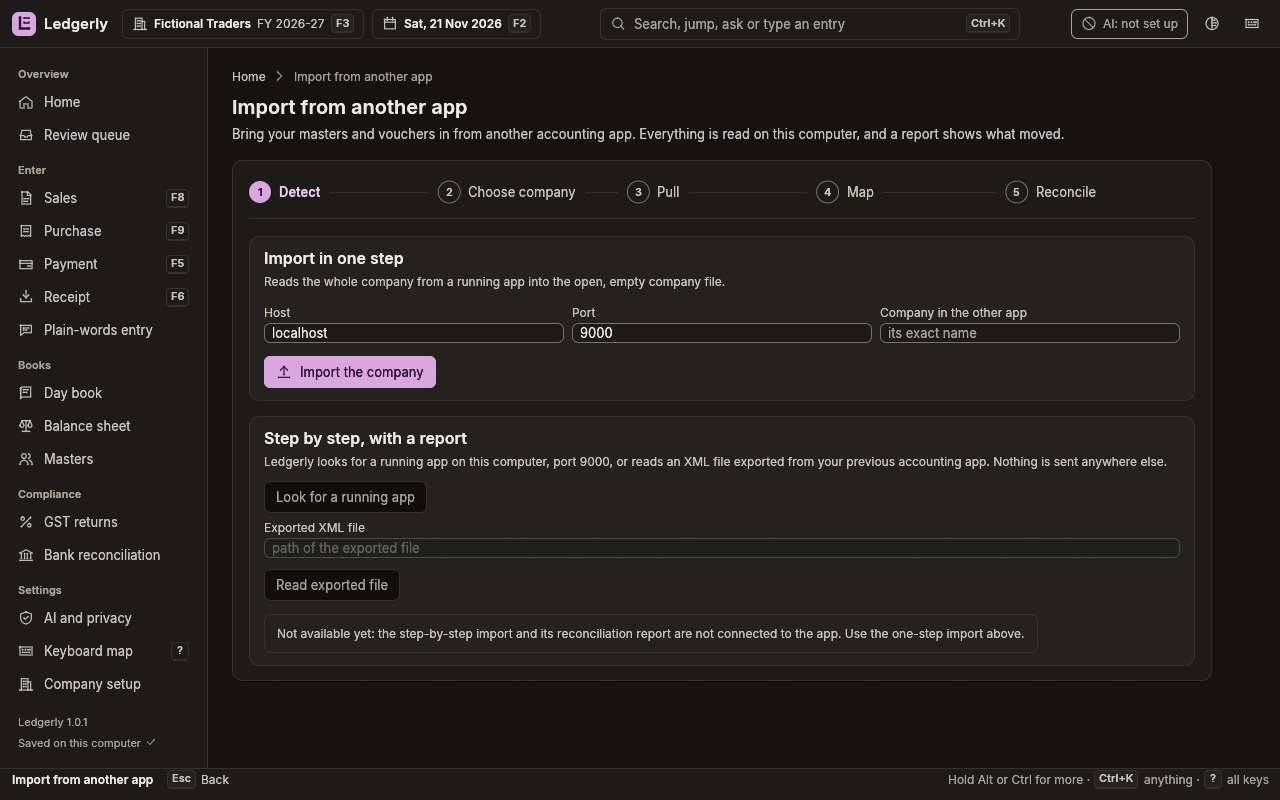 Ledgerly
Fictional Traders FY 2026-27 F3
Sat, 21 Nov 2026 F2
Search, jump, ask or type an entry Ctrl+K
AI: not set up
Overview
Home
Review queue
Enter
Sales F8
Purchase F9
Payment F5
Receipt F6
Plain-words entry
Books
Day book
Balance sheet
Masters
Compliance
GST returns
Bank reconciliation
Settings
AI and privacy
Keyboard map ?
Company setup
Ledgerly 1.0.1
Saved on this computer
Home Import from another app
Import from another app
Bring your masters and vouchers in from another accounting app. Everything is read on this computer, and a report shows what moved.
1 Detect 2 Choose company 3 Pull 4 Map 5 Reconcile
Import in one step
Reads the whole company from a running app into the open, empty company file.
Host Port Company in the other app
localhost 9000 its exact name
Import the company
Step by step, with a report
Ledgerly looks for a running app on this computer, port 9000, or reads an XML file exported from your previous accounting app. Nothing is sent anywhere else.
Look for a running app
Exported XML file
path of the exported file
Read exported file
Not available yet: the step-by-step import and its reconciliation report are not connected to the app. Use the one-step import above.
Import from another app Esc Back
Hold Alt or Ctrl for more · Ctrl+K anything · ? all keys